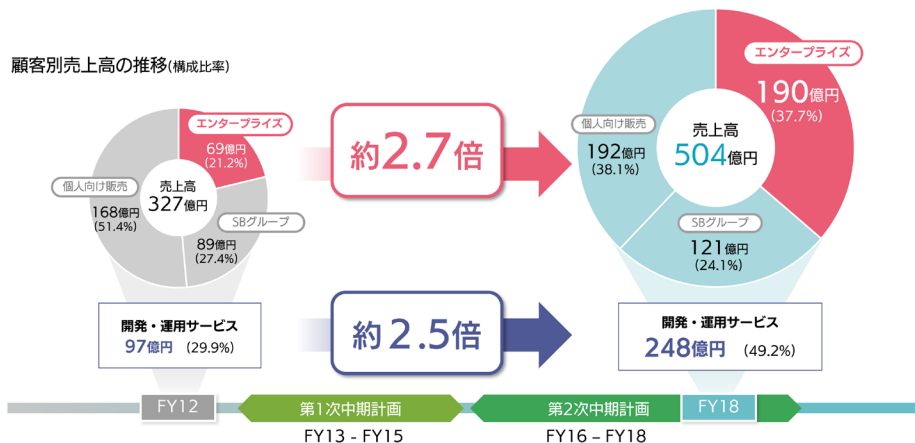 顧客別売上高の推移(構成比率)
エンタープライズ
69億円
(21.2%)
個人向け販売
168億円
(51.4%)
売上高
327億円
SBグループ
89億円
(27.4%)
約2.7倍
エンタープライズ
190億円
(37.7%)
個人向け販売
192億円
(38.1%)
売上高
504億円
SBグループ
121億円
(24.1%)
開発・運用サービス
97億円 (29.9%)
約2.5倍
開発・運用サービス
248億円 (49.2%)
FY12
第1次中期計画
第2次中期計画
FY18
FY13 - FY15
FY16 – FY18